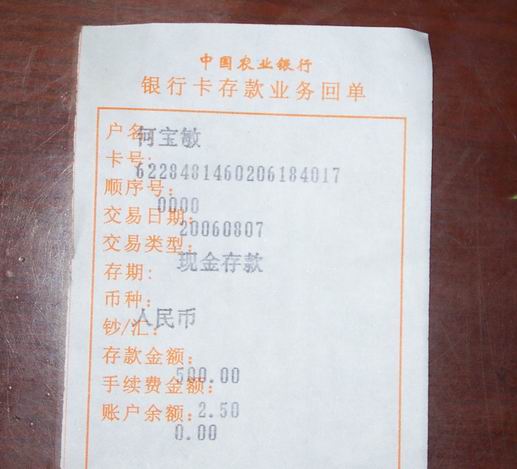 中国农业银行
银行卡存款业务回单
户名:何宝敏
卡号:6228481460206184017
顺序号:0000
交易日期:20060807
交易类型:现金存款
存期:
币种:人民币
钞/汇:
存款金额:500.00
手续费金额:2.50
账户余额:0.00